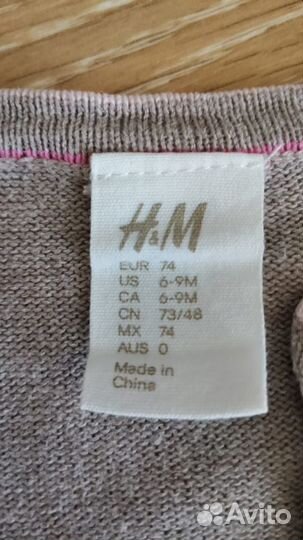 H&M
EUR 74
US 6-9M
CA 6-9M
CN 73/48
MX 74
AUS 0
Made in
China
Avito